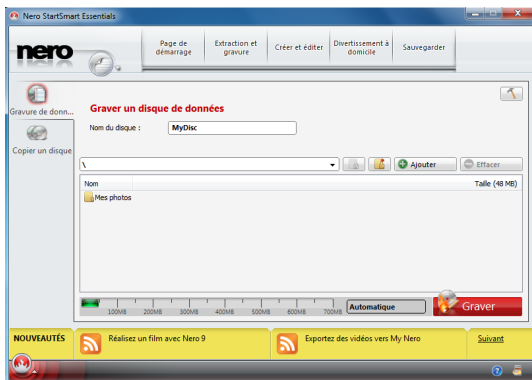 Nero StartSmart Essentials
nero
Page de démarrage
Extraction et gravure
Créer et éditer
Divertissement à domicile
Sauvegarder
Gravure de donn...
Copier un disque
Graver un disque de données
Nom du disque :
MyDisc
\
Ajouter
Effacer
Nom
Taille (48 MB)
Mes photos
100MB 200MB 300MB 400MB 500MB 600MB 700MB
Automatique
Graver
NOUVEAUTÉS
Réalisez un film avec Nero 9
Exportez des vidéos vers My Nero
Suivant